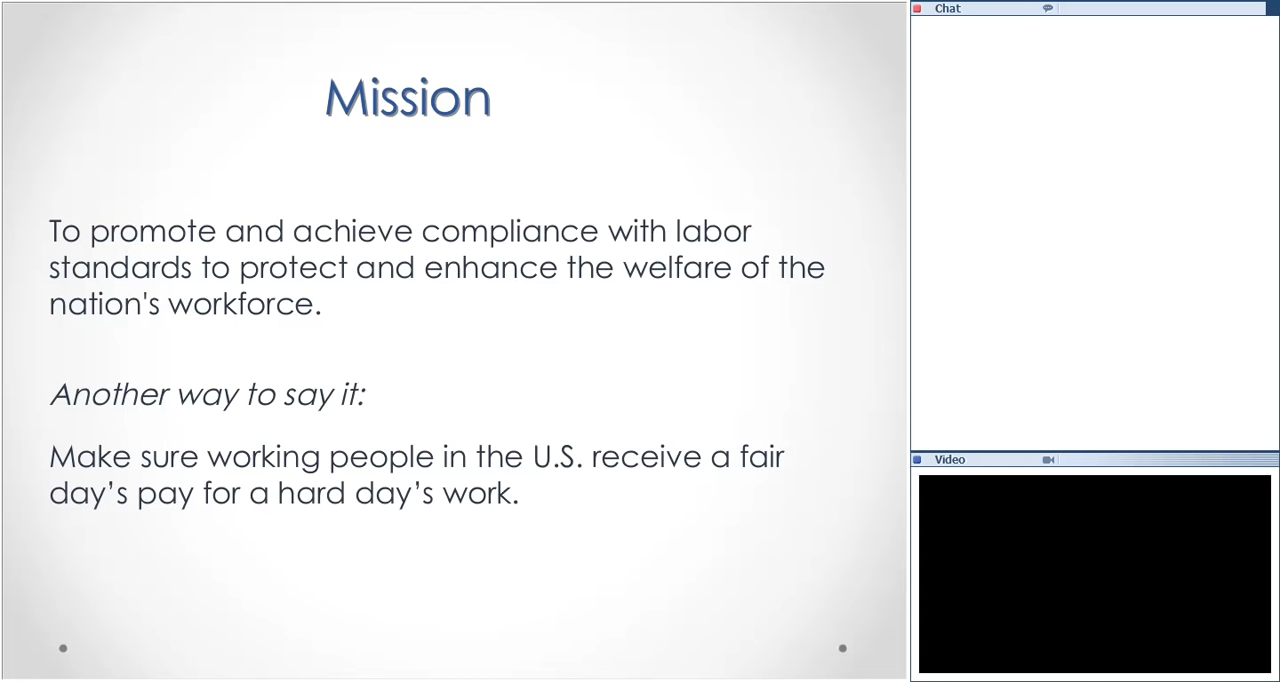 Mission
To promote and achieve compliance with labor
standards to protect and enhance the welfare of the
nation's workforce.
Another way to say it:
Make sure working people in the U.S. receive a fair
day’s pay for a hard day’s work.
Chat
Video